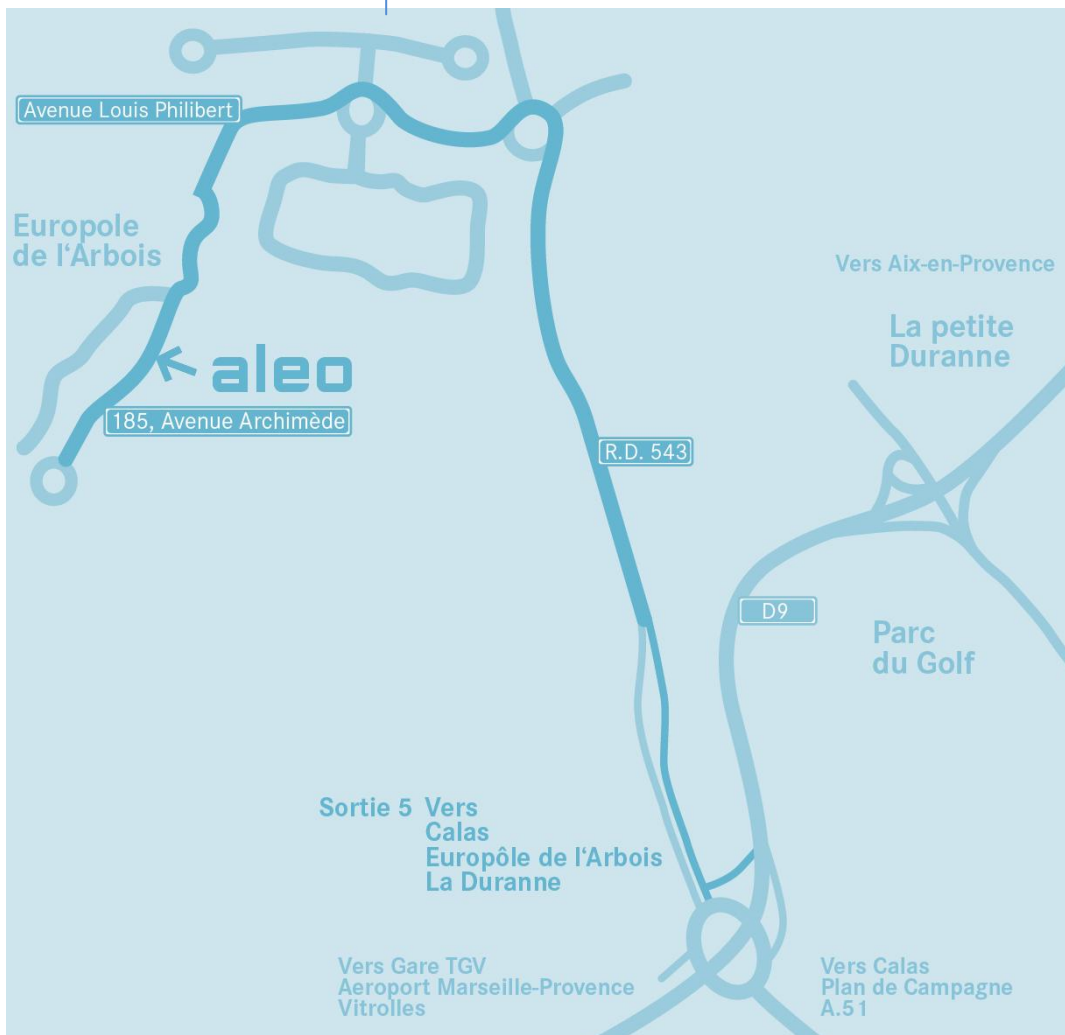 Avenue Louis Philibert
Europole
de l'Arbois
Vers Aix-en-Provence
La petite
Duranne
aleo
185, Avenue Archimède
R.D. 543
D9
Parc
du Golf
Sortie 5 Vers
Calas
Europôle de l'Arbois
La Duranne
Vers Gare TGV
Aeroport Marseille-Provence
Vitrolles
Vers Calas
Plan de Campagne
A.51